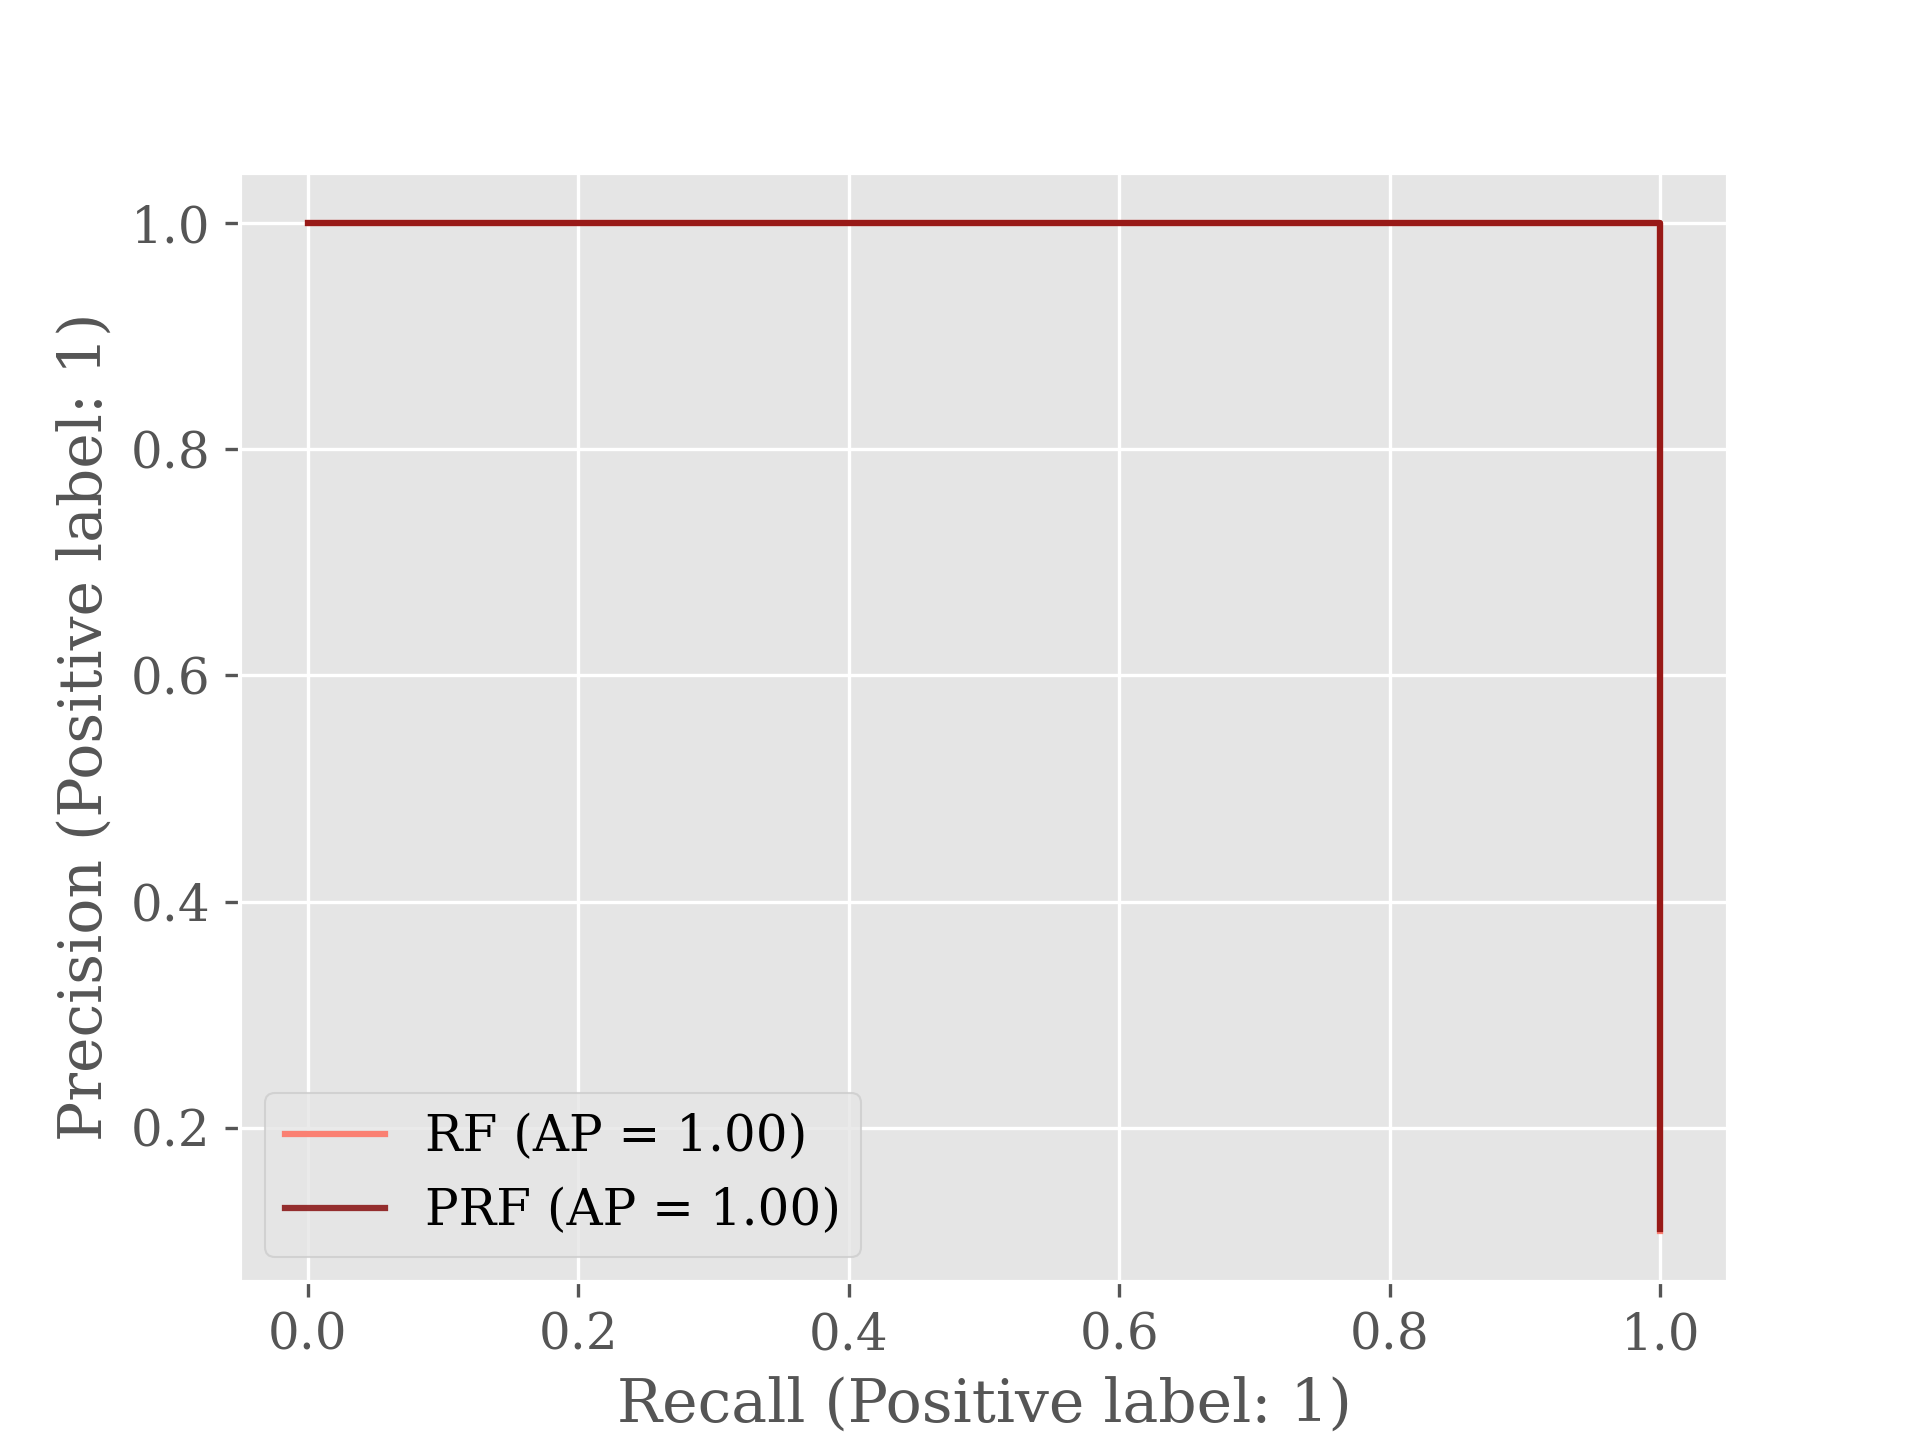 Precision (Positive label: 1)
1.0
0.8
0.6
0.4
0.2
RF (AP = 1.00)
PRF (AP = 1.00)
0.0 0.2 0.4 0.6 0.8 1.0
Recall (Positive label: 1)